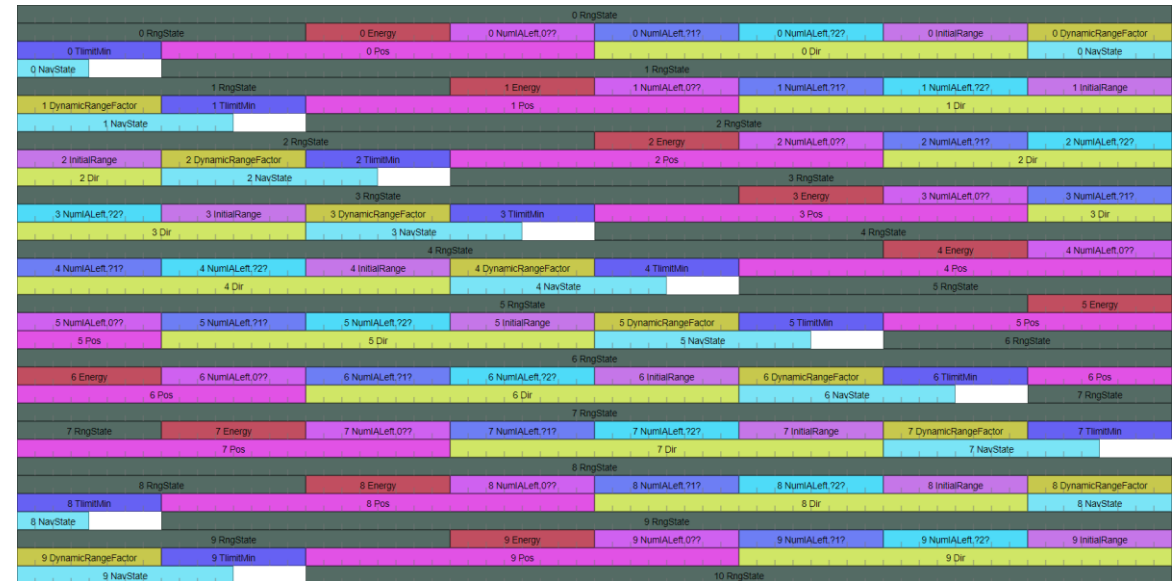 0 RngState
0 RngState 0 Energy 0 NumIALeft.0?? 0 NumIALeft.?1? 0 NumIALeft.?2? 0 InitialRange 0 DynamicRangeFactor
0 TlimitMin 0 Pos 0 Dir 0 NavState
0 NavState 1 RngState
1 RngState 1 Energy 1 NumIALeft.0?? 1 NumIALeft.?1? 1 NumIALeft.?2? 1 InitialRange
1 DynamicRangeFactor 1 TlimitMin 1 Pos 1 Dir
1 NavState 2 RngState
2 RngState 2 Energy 2 NumIALeft.0?? 2 NumIALeft.?1? 2 NumIALeft.?2?
2 InitialRange 2 DynamicRangeFactor 2 TlimitMin 2 Pos 2 Dir
2 Dir 2 NavState 3 RngState
3 RngState 3 Energy 3 NumIALeft.0?? 3 NumIALeft.?1?
3 NumIALeft.?2? 3 InitialRange 3 DynamicRangeFactor 3 TlimitMin 3 Pos 3 Dir
3 Dir 3 NavState 4 RngState
4 RngState 4 Energy 4 NumIALeft.0??
4 NumIALeft.?1? 4 NumIALeft.?2? 4 InitialRange 4 DynamicRangeFactor 4 TlimitMin 4 Pos
4 Dir 4 NavState 5 RngState
5 RngState 5 Energy
5 NumIALeft.0?? 5 NumIALeft.?1? 5 NumIALeft.?2? 5 InitialRange 5 DynamicRangeFactor 5 TlimitMin 5 Pos
5 Pos 5 Dir 5 NavState 6 RngState
6 RngState
6 Energy 6 NumIALeft.0?? 6 NumIALeft.?1? 6 NumIALeft.?2? 6 InitialRange 6 DynamicRangeFactor 6 TlimitMin 6 Pos
6 Pos 6 Dir 6 NavState 7 RngState
7 RngState
7 RngState 7 Energy 7 NumIALeft.0?? 7 NumIALeft.?1? 7 NumIALeft.?2? 7 InitialRange 7 DynamicRangeFactor 7 TlimitMin
7 Pos 7 Dir 7 NavState
8 RngState
8 RngState 8 Energy 8 NumIALeft.0?? 8 NumIALeft.?1? 8 NumIALeft.?2? 8 InitialRange 8 DynamicRangeFactor
8 TlimitMin 8 Pos 8 Dir 8 NavState
8 NavState 9 RngState
9 RngState 9 Energy 9 NumIALeft.0?? 9 NumIALeft.?1? 9 NumIALeft.?2? 9 InitialRange
9 DynamicRangeFactor 9 TlimitMin 9 Pos 9 Dir
9 NavState 10 RngState